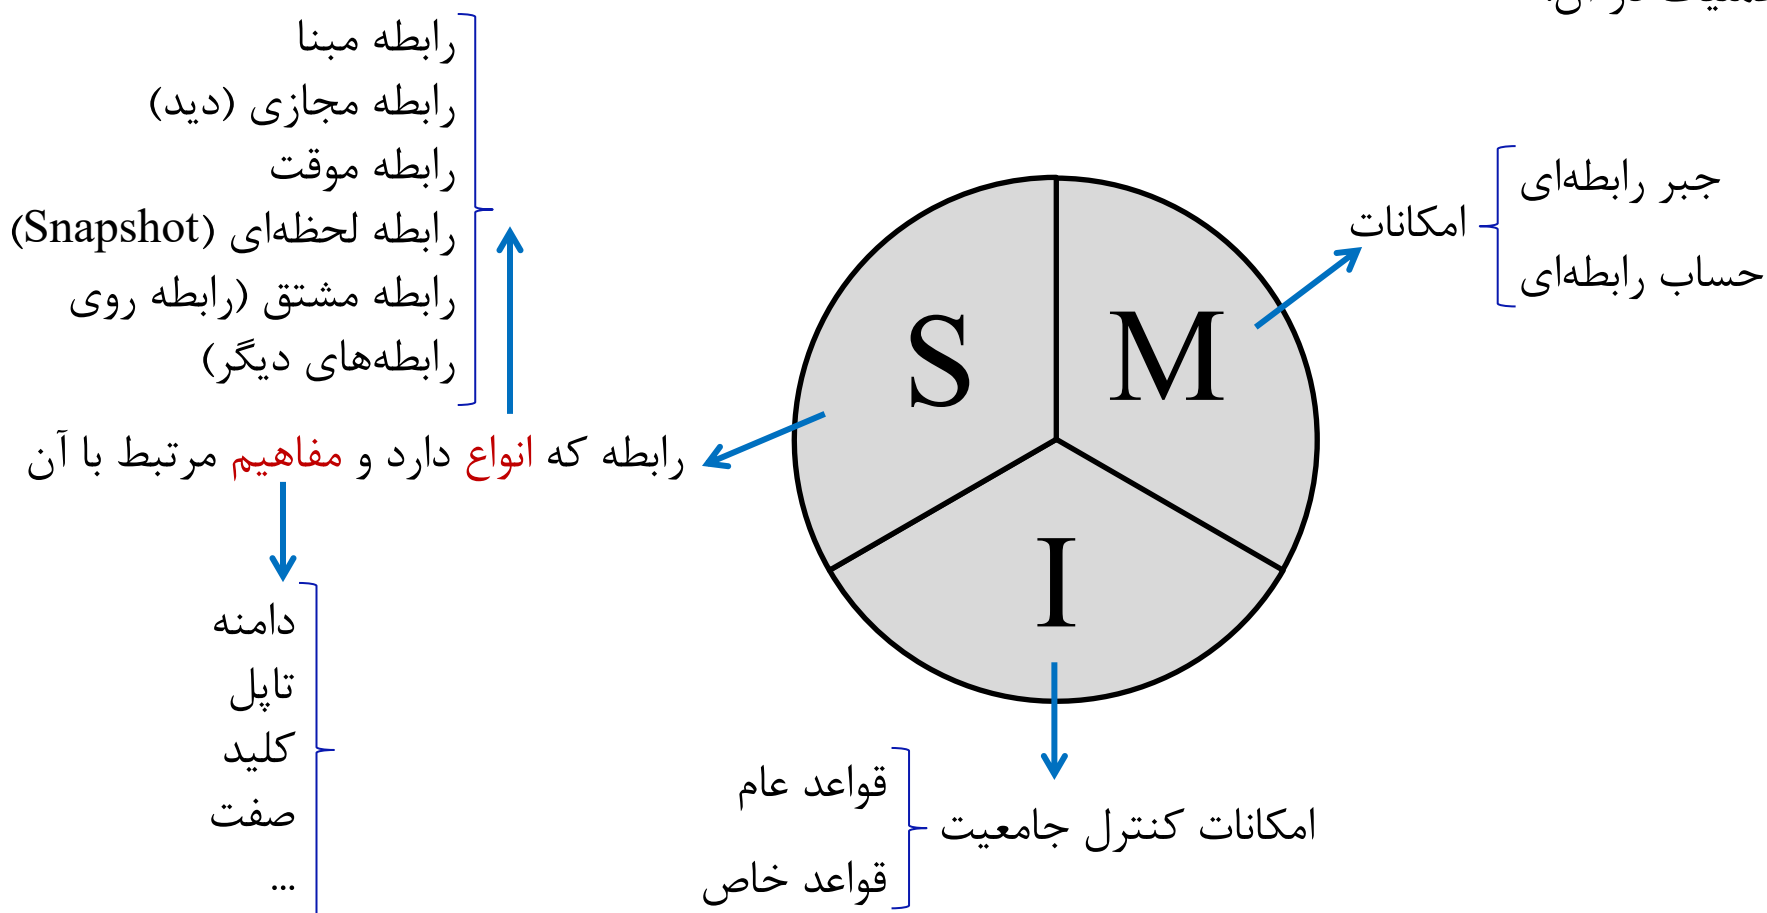 رابطه مبنا
رابطه مجازی (دید)
رابطه موقت
رابطه لحظه‌ای (Snapshot)
رابطه مشتق (رابطه روی
رابطه‌های دیگر)
رابطه که انواع دارد و مفاهیم مرتبط با آن
دامنه
تاپل
کلید
صفت
...
S
M
I
امکانات
جبر رابطه‌ای
حساب رابطه‌ای
امکانات کنترل جامعیت
قواعد عام
قواعد خاص